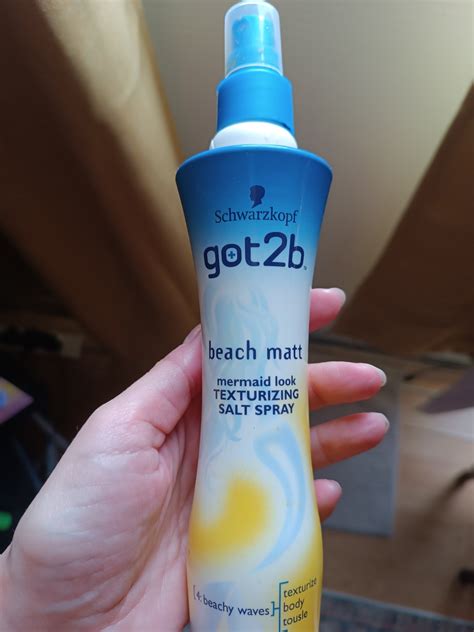 Schwarzkopf
got2b
beach matt
mermaid look
TEXTURIZING
SALT SPRAY
[4: beachy waves]
texturize
body
tousle